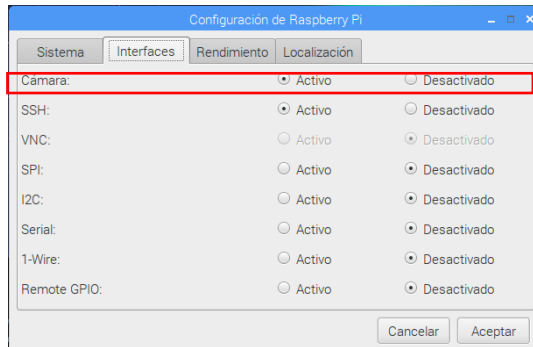 Configuración de Raspberry Pi
Sistema Interfaces Rendimiento Localización
Cámara: Activo Desactivado
SSH: Activo Desactivado
VNC: Activo Desactivado
SPI: Activo Desactivado
I2C: Activo Desactivado
Serial: Activo Desactivado
1-Wire: Activo Desactivado
Remote GPIO: Activo Desactivado
Cancelar Aceptar